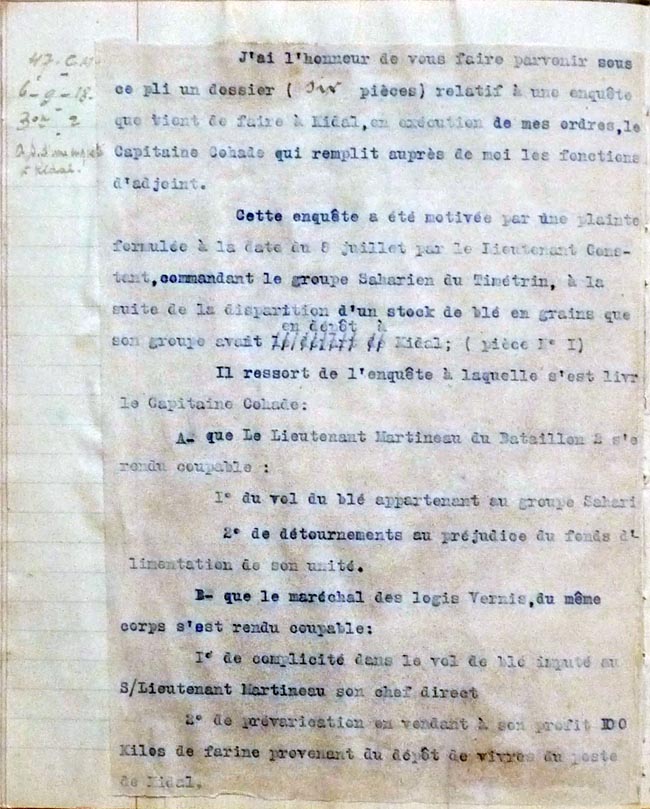 47. C.M.
6-9-18.
3 on 2
J'ai l'honneur de vous faire parvenir sous
ce pli un dossier ( Six pièces) relatif à une enquête
que vient de faire à Kidal,en exécution de mes ordres,le
Capitaine Cohade qui remplit auprès de moi les fonctions
d'adjoint.
Cette enquête a été motivée par une plainte
formulée à la date du 8 juillet par le Lieutenant Cons-
tant,commandant le groupe Saharien du Timétrin, à la
suite de la disparition d'un stock de blé en grains que
en dépôt à
son groupe avait Kidal; ( pièce I° I)
Il ressort de l'enquête à laquelle s'est livr
le Capitaine Cohade:
A- que Le Lieutenant Martineau du Bataillon 2 s'e
rendu coupable :
I° du vol du blé appartenant au groupe Sahari
2° de détournements au préjudice du fonds d'-
limentation de son unité.
B- que le maréchal des logis Vernis,du même
corps s'est rendu coupable:
I° de complicité dans le vol de blé imputé au
S/Lieutenant Martineau son chef direct
2° de prévarication en vendant à son profit I00
Kilos de farine provenant du dépôt de vivres du poste
de Kidal.